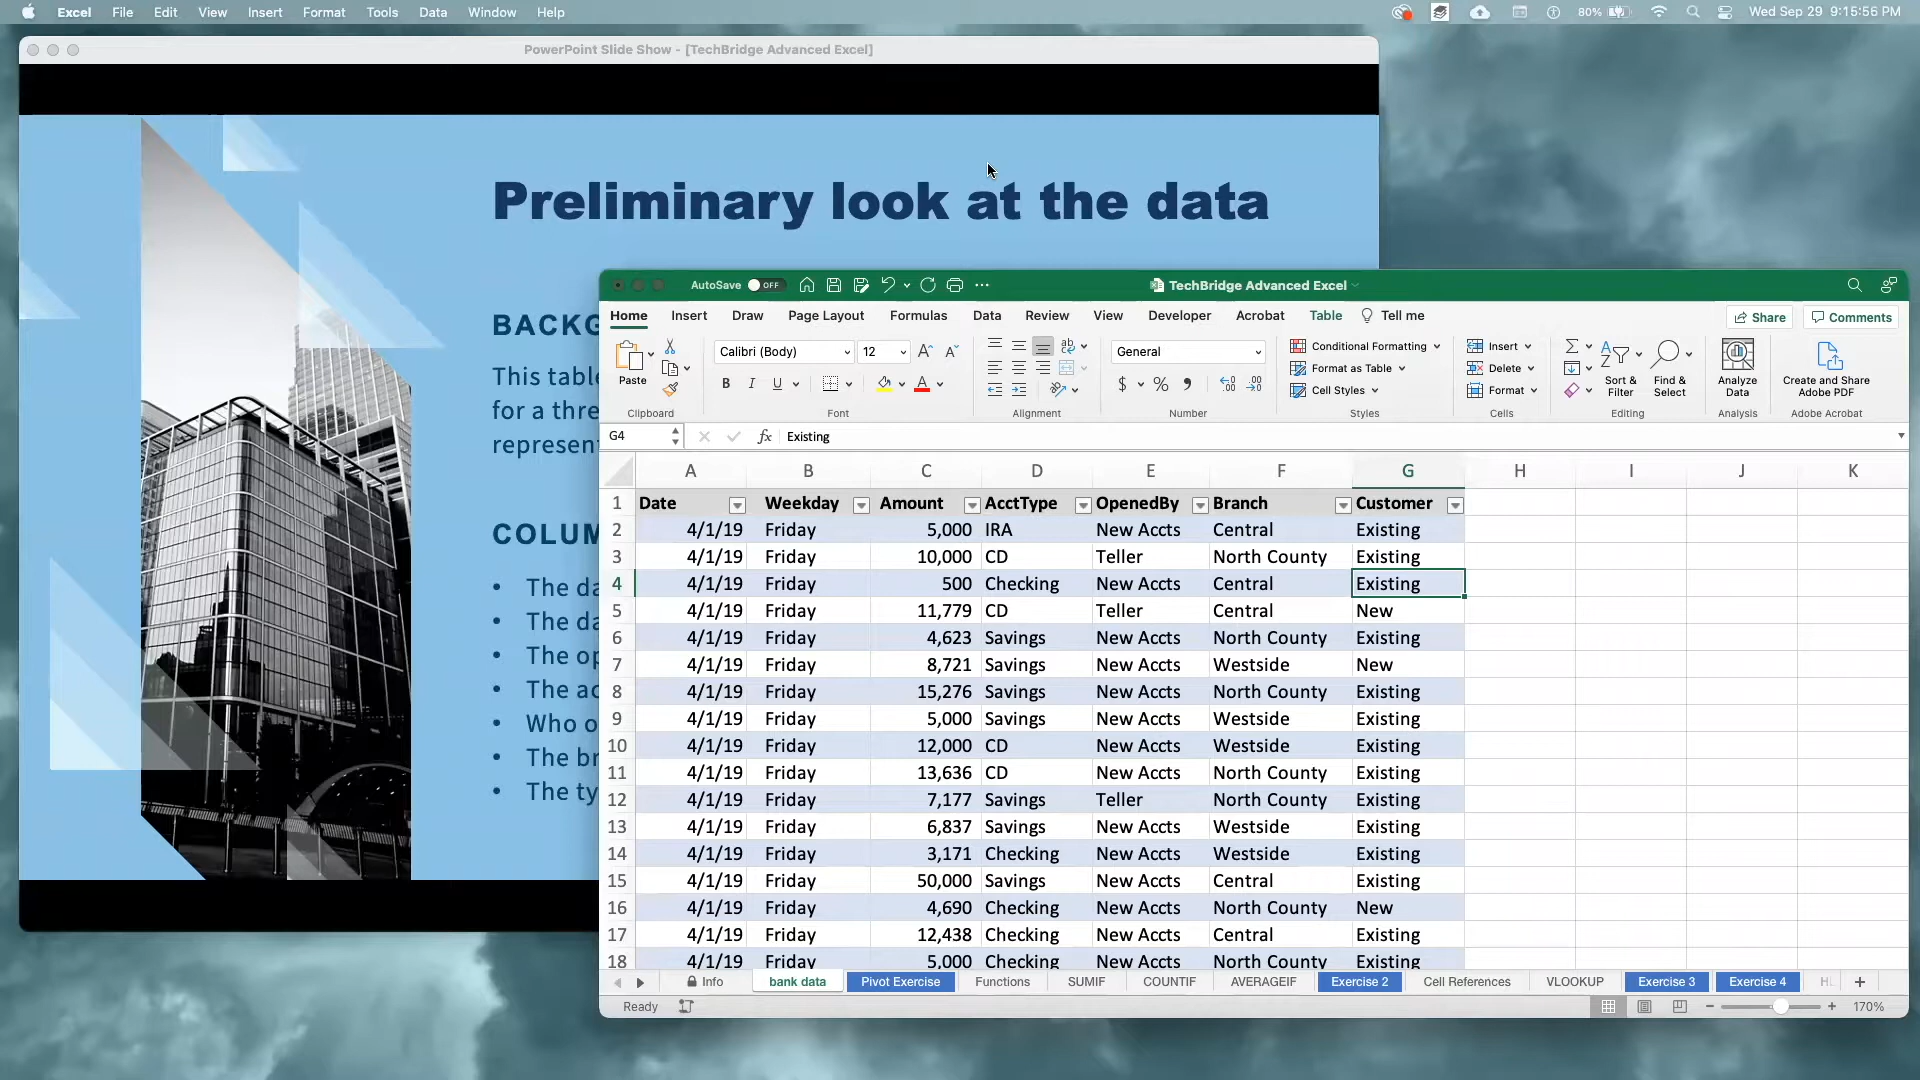 Excel File Edit View Insert Format Tools Data Window Help 80% Wed Sep 29 9:15:56 PM
PowerPoint Slide Show - [TechBridge Advanced Excel]
Preliminary look at the data
BACKG
This table
for a thre
represent
COLUM
• The da
• The da
• The op
• The ac
• Who o
• The br
• The ty
AutoSave OFF TechBridge Advanced Excel
Home Insert Draw Page Layout Formulas Data Review View Developer Acrobat Table Tell me Share Comments
Paste
Clipboard
Calibri (Body) 12
B I U A
Font
Alignment
General
$ %
Number
Conditional Formatting
Format as Table
Cell Styles
Styles
Insert
Delete
Format
Cells
Sort &
Filter
Find &
Select
Editing
Analyze
Data
Analysis
Create and Share
Adobe PDF
Adobe Acrobat
G4 fx Existing
A B C D E F G H I J K
1 Date Weekday Amount AcctType OpenedBy Branch Customer
2 4/1/19 Friday 5,000 IRA New Accts Central Existing
3 4/1/19 Friday 10,000 CD Teller North County Existing
4 4/1/19 Friday 500 Checking New Accts Central Existing
5 4/1/19 Friday 11,779 CD Teller Central New
6 4/1/19 Friday 4,623 Savings New Accts North County Existing
7 4/1/19 Friday 8,721 Savings New Accts Westside New
8 4/1/19 Friday 15,276 Savings New Accts North County Existing
9 4/1/19 Friday 5,000 Savings New Accts Westside Existing
10 4/1/19 Friday 12,000 CD New Accts Westside Existing
11 4/1/19 Friday 13,636 CD New Accts North County Existing
12 4/1/19 Friday 7,177 Savings Teller North County Existing
13 4/1/19 Friday 6,837 Savings New Accts Westside Existing
14 4/1/19 Friday 3,171 Checking New Accts Westside Existing
15 4/1/19 Friday 50,000 Savings New Accts Central Existing
16 4/1/19 Friday 4,690 Checking New Accts North County New
17 4/1/19 Friday 12,438 Checking New Accts Central Existing
18 4/1/19 Friday 5,000 Checking New Accts North County Existing
Info bank data Pivot Exercise Functions SUMIF COUNTIF AVERAGEIF Exercise 2 Cell References VLOOKUP Exercise 3 Exercise 4
Ready 170%